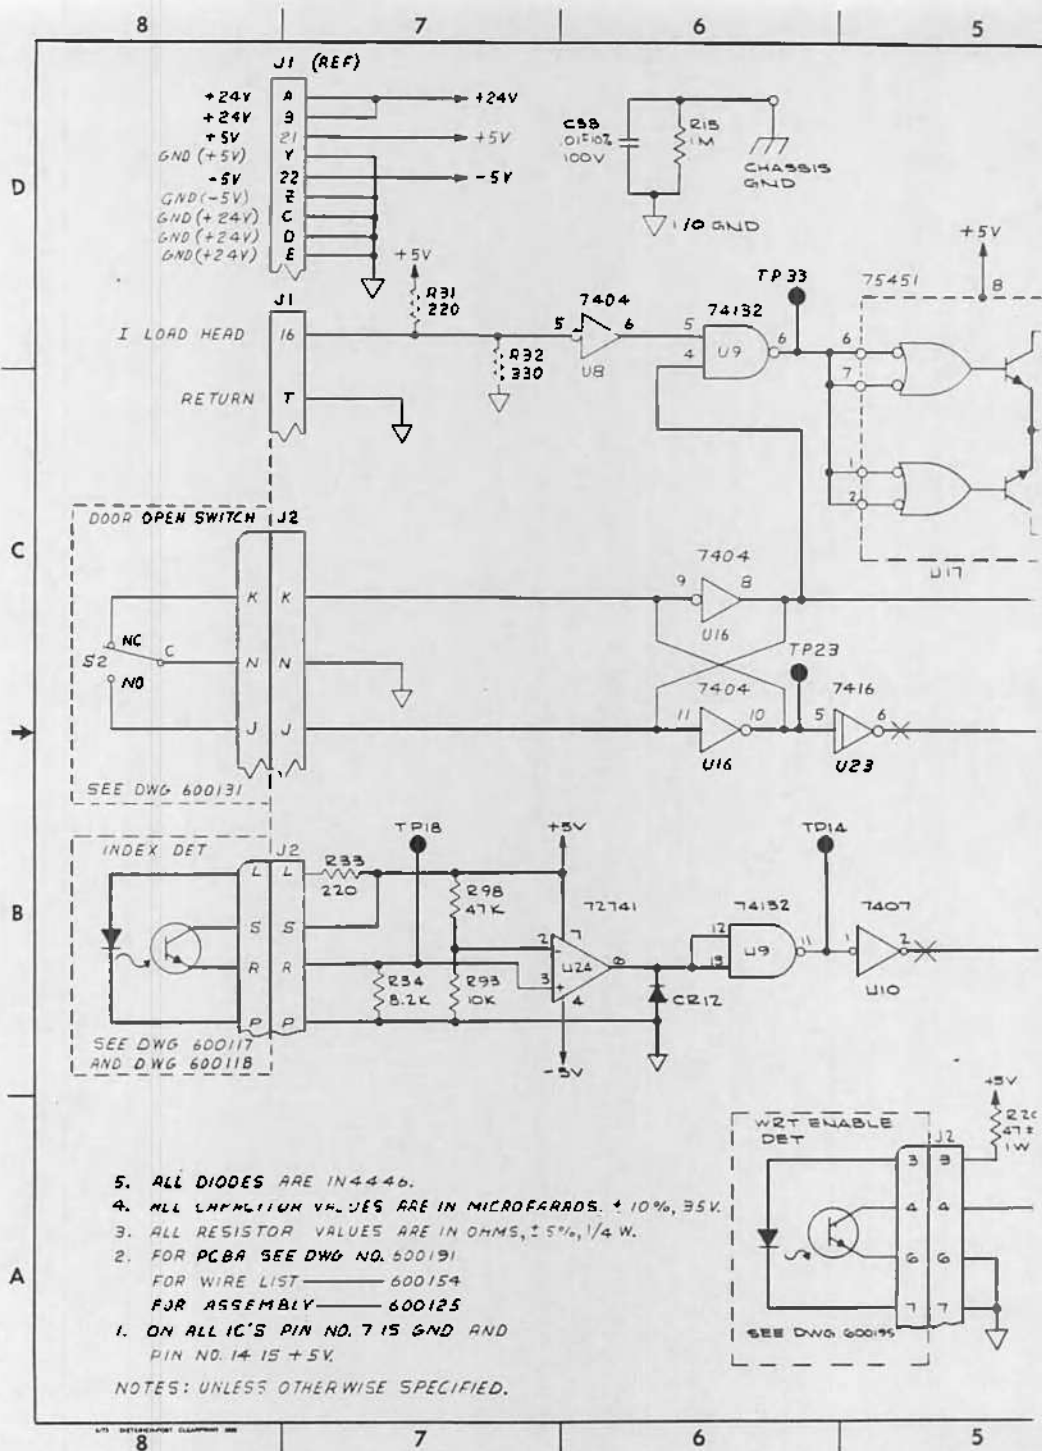 8 7 6 5
J1 (REF)
+24V A +24V
+24V B
+5V 21 +5V
GND (+5V) Y
-5V 22 -5V
GND (-5V) Z
GND (+24V) C
GND (+24V) D
GND (+24V) E
C38
.01±10%
100V
R15
1M
CHASSIS
GND
I/O GND
D
+5V
R31
220
J1
I LOAD HEAD 16
R32
330
RETURN T
7404
5 6
U8
74132
5
4
U9
6
TP33
+5V
75451
8
6
7
1
2
U17
C
DOOR OPEN SWITCH J2
K K
NC
S2 C
NO
N N
J J
SEE DWG 600131
7404
9 8
U16
TP23
7404
11 10
U16
7416
5 6
U23
B
INDEX DET
J2
L L
S S
R R
P P
SEE DWG 600117
AND DWG 600118
R33
220
TP18
R98
47K
R34
8.2K
R93
10K
+5V
72741
7
2 -
3 +
U24
8
4
-5V
CR12
74132
12
13
U9
11
TP14
7407
1 2
U10
+5V
47
1W
WRT ENABLE
DET
J2
3 3
4 4
6 6
7 7
SEE DWG 600195
A
5. ALL DIODES ARE IN4446.
4. ALL CAPACITOR VALUES ARE IN MICROFARADS, ± 10%, 35V.
3. ALL RESISTOR VALUES ARE IN OHMS, ± 5%, 1/4 W.
2. FOR PCBA SEE DWG NO. 600191
FOR WIRE LIST 600154
FOR ASSEMBLY 600125
1. ON ALL IC'S PIN NO. 7 IS GND AND
PIN NO. 14 IS +5V.
NOTES: UNLESS OTHERWISE SPECIFIED.
8 7 6 5